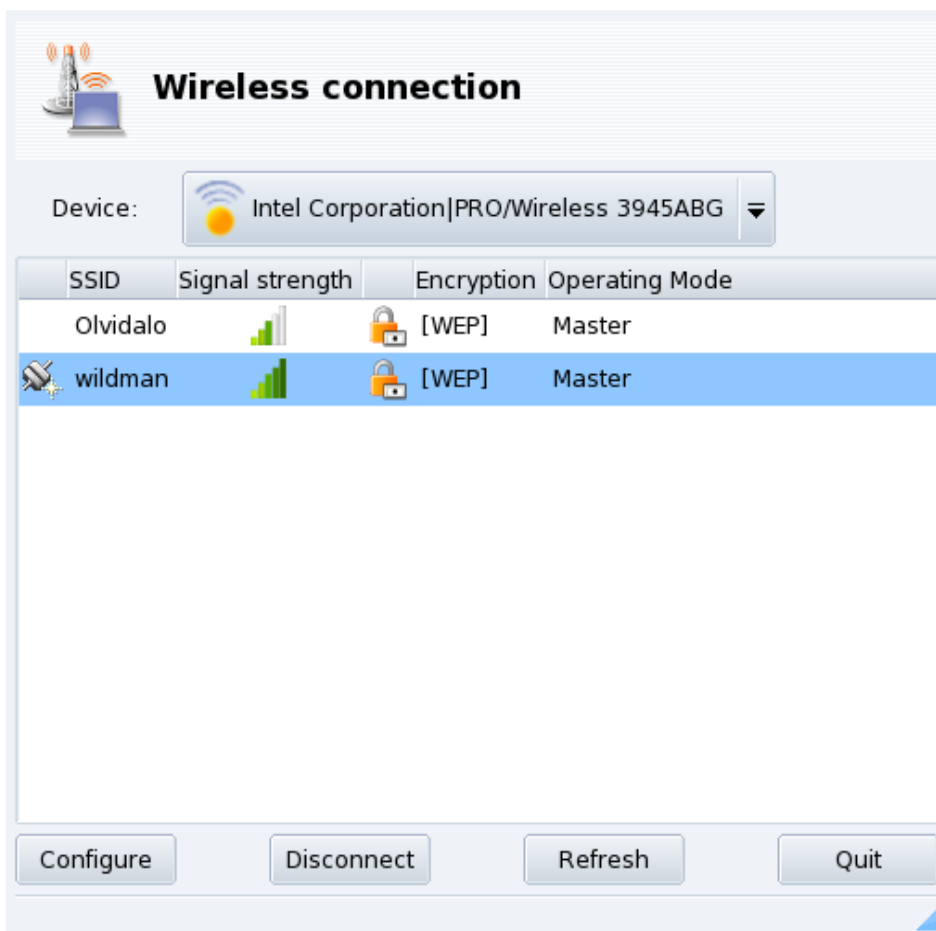 Wireless connection
Device: Intel Corporation|PRO/Wireless 3945ABG
SSID Signal strength Encryption Operating Mode
Olvidalo [WEP] Master
wildman [WEP] Master
Configure Disconnect Refresh Quit